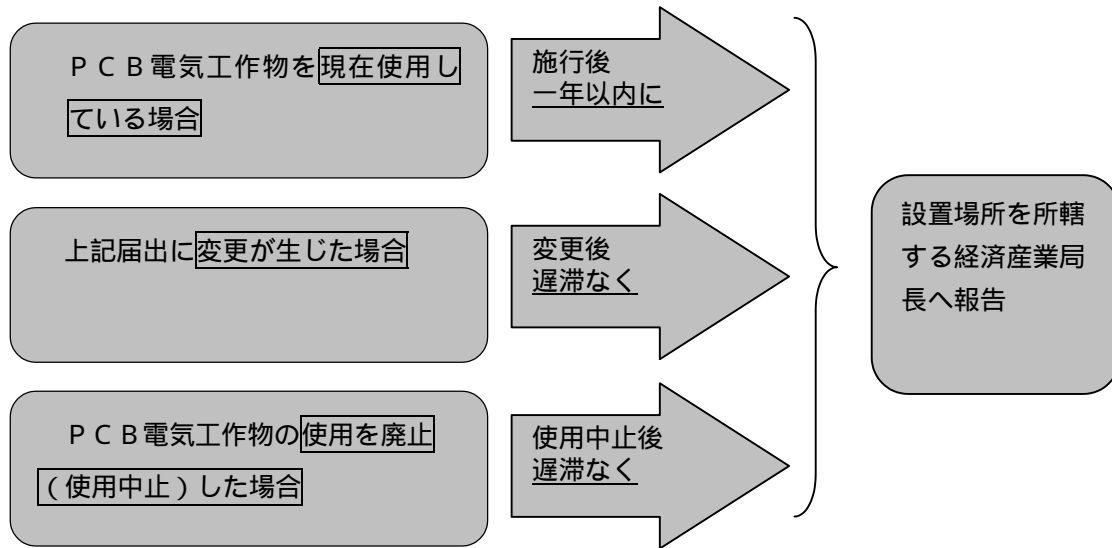 ＰＣＢ電気工作物を現在使用し
ている場合
施行後
一年以内に
上記届出に変更が生じた場合
変更後
遅滞なく
ＰＣＢ電気工作物の使用を廃止
（使用中止）した場合
使用中止後
遅滞なく
設置場所を所轄
する経済産業局
長へ報告